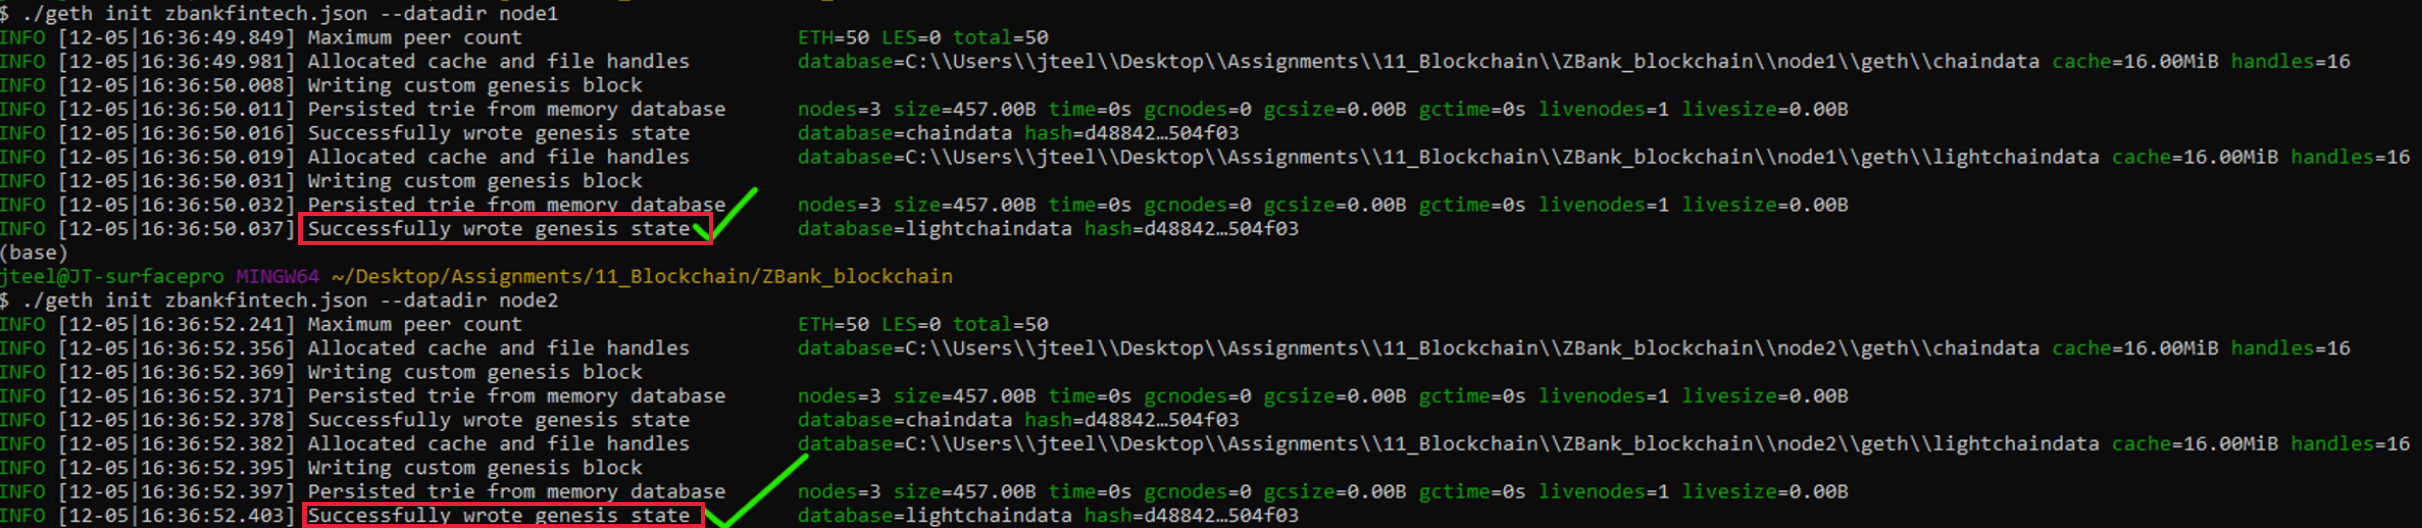 $ ./geth init zbankfintech.json --datadir node1
INFO [12-05|16:36:49.849] Maximum peer count ETH=50 LES=0 total=50
INFO [12-05|16:36:49.981] Allocated cache and file handles database=C:\\Users\\jteel\\Desktop\\Assignments\\11_Blockchain\\ZBank_blockchain\\node1\\geth\\chaindata cache=16.00MiB handles=16
INFO [12-05|16:36:50.008] Writing custom genesis block
INFO [12-05|16:36:50.011] Persisted trie from memory database nodes=3 size=457.00B time=0s gcnodes=0 gcsize=0.00B gctime=0s livenodes=1 livesize=0.00B
INFO [12-05|16:36:50.016] Successfully wrote genesis state database=chaindata hash=d48842…504f03
INFO [12-05|16:36:50.019] Allocated cache and file handles database=C:\\Users\\jteel\\Desktop\\Assignments\\11_Blockchain\\ZBank_blockchain\\node1\\geth\\lightchaindata cache=16.00MiB handles=16
INFO [12-05|16:36:50.031] Writing custom genesis block
INFO [12-05|16:36:50.032] Persisted trie from memory database nodes=3 size=457.00B time=0s gcnodes=0 gcsize=0.00B gctime=0s livenodes=1 livesize=0.00B
INFO [12-05|16:36:50.037] Successfully wrote genesis state database=lightchaindata hash=d48842…504f03
(base)
jteel@JT-surfacepro MINGW64 ~/Desktop/Assignments/11_Blockchain/ZBank_blockchain
$ ./geth init zbankfintech.json --datadir node2
INFO [12-05|16:36:52.241] Maximum peer count ETH=50 LES=0 total=50
INFO [12-05|16:36:52.356] Allocated cache and file handles database=C:\\Users\\jteel\\Desktop\\Assignments\\11_Blockchain\\ZBank_blockchain\\node2\\geth\\chaindata cache=16.00MiB handles=16
INFO [12-05|16:36:52.369] Writing custom genesis block
INFO [12-05|16:36:52.371] Persisted trie from memory database nodes=3 size=457.00B time=0s gcnodes=0 gcsize=0.00B gctime=0s livenodes=1 livesize=0.00B
INFO [12-05|16:36:52.378] Successfully wrote genesis state database=chaindata hash=d48842…504f03
INFO [12-05|16:36:52.382] Allocated cache and file handles database=C:\\Users\\jteel\\Desktop\\Assignments\\11_Blockchain\\ZBank_blockchain\\node2\\geth\\lightchaindata cache=16.00MiB handles=16
INFO [12-05|16:36:52.395] Writing custom genesis block
INFO [12-05|16:36:52.397] Persisted trie from memory database nodes=3 size=457.00B time=0s gcnodes=0 gcsize=0.00B gctime=0s livenodes=1 livesize=0.00B
INFO [12-05|16:36:52.403] Successfully wrote genesis state database=lightchaindata hash=d48842…504f03